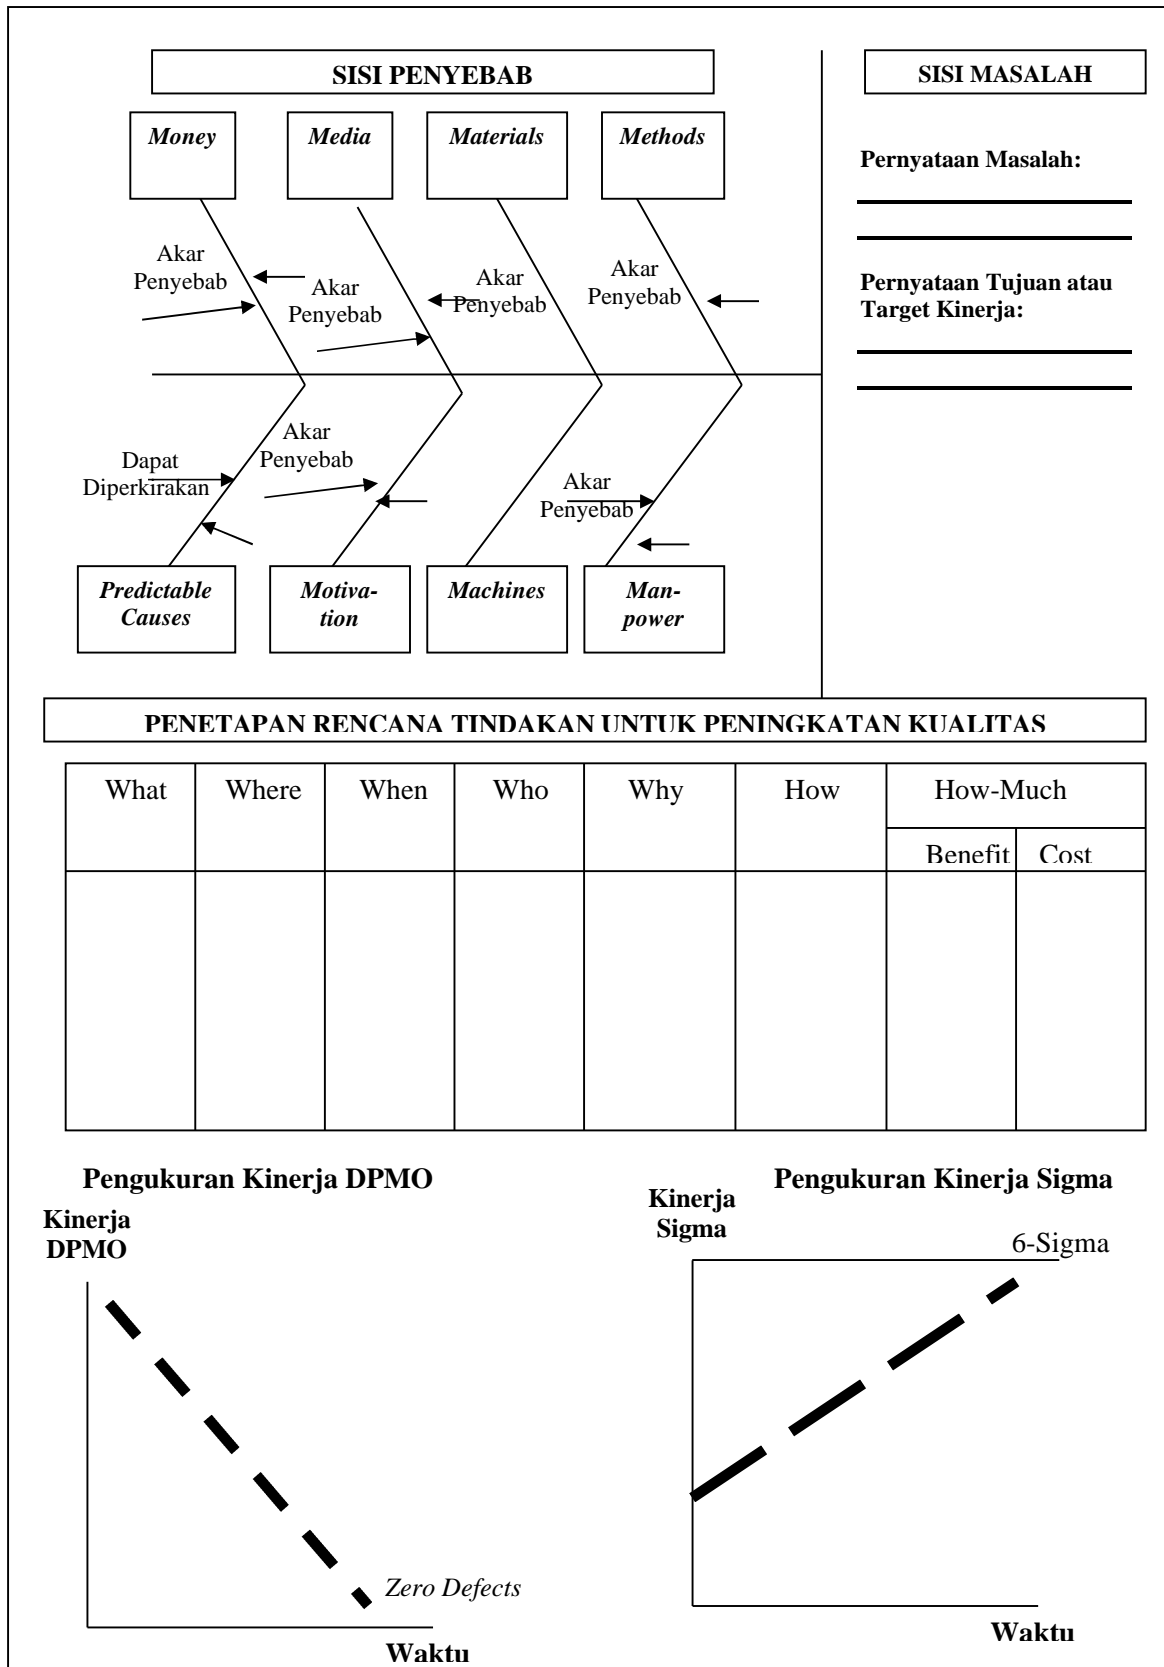 SISI PENYEBAB
SISI MASALAH
Money
Media
Materials
Methods
Pernyataan Masalah:
Akar
Penyebab
Akar
Penyebab
Akar
Penyebab
Akar
Penyebab
Pernyataan Tujuan atau
Target Kinerja:
Dapat
Diperkirakan
Akar
Penyebab
Akar
Penyebab
Predictable
Causes
Motiva-
tion
Machines
Man-
power
PENETAPAN RENCANA TINDAKAN UNTUK PENINGKATAN KUALITAS
What
Where
When
Who
Why
How
How-Much
Benefit
Cost
Pengukuran Kinerja DPMO
Kinerja
DPMO
Zero Defects
Waktu
Pengukuran Kinerja Sigma
Kinerja
Sigma
6-Sigma
Waktu